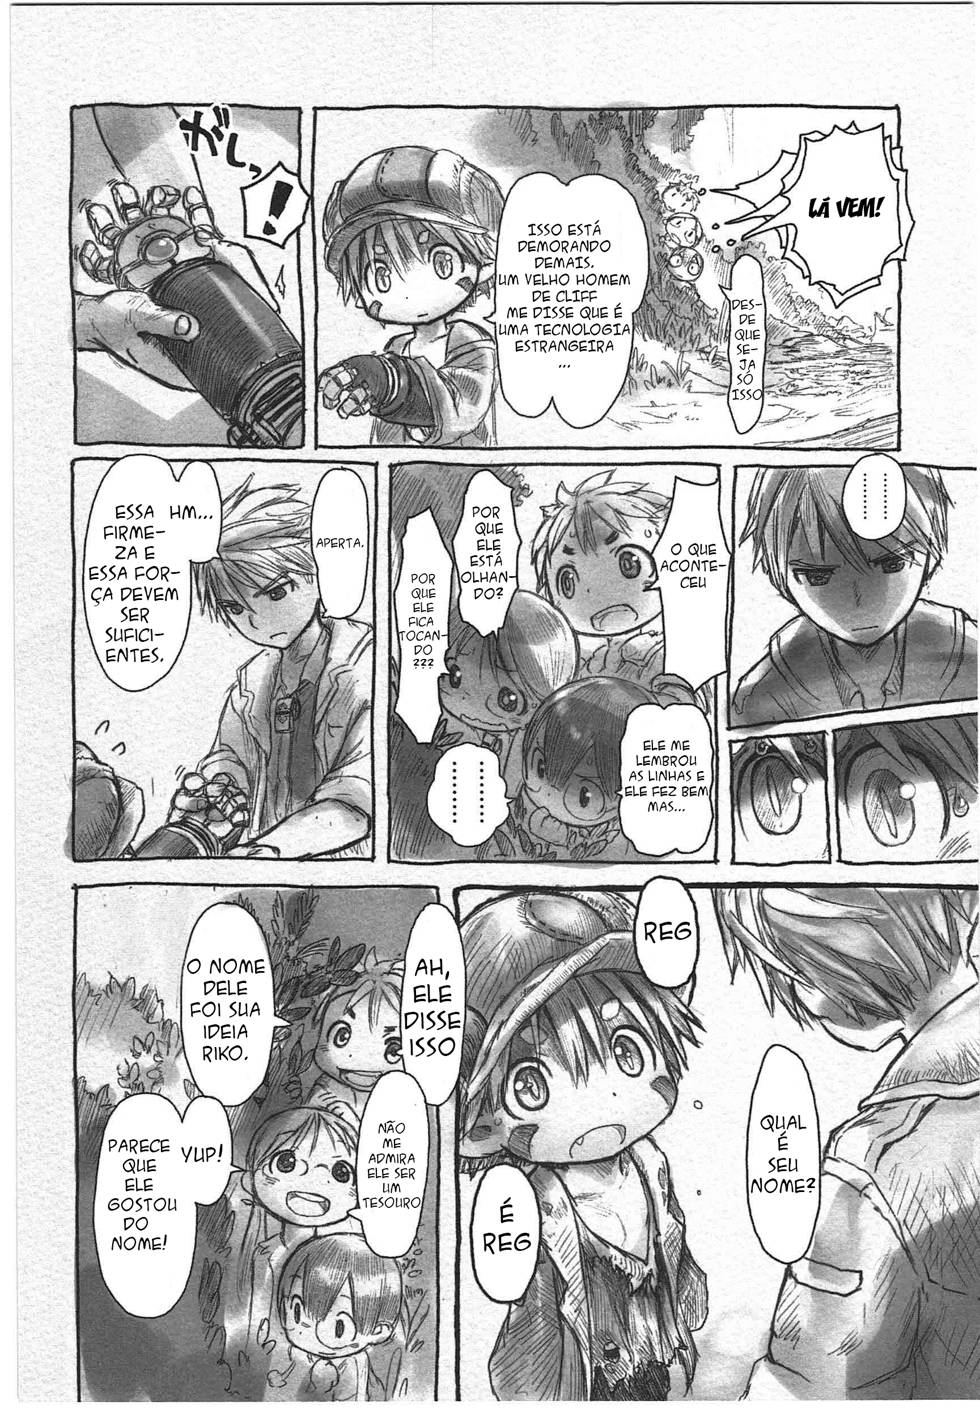 LÁ VEM!
DES-
DE
QUE
SE-
JA
SÓ
ISSO
ISSO ESTÁ
DEMORANDO
DEMAIS.
UM VELHO HOMEM
DE CLIFF
ME DISSE QUE É
UMA TECNOLOGIA
ESTRANGEIRA
...
がしっ
!
........
O QUE
ACONTE-
CEU
POR
QUE
ELE
ESTÁ
OLHAN-
DO?
POR
QUE
ELE
FICA
TOCAN-
DO
???
ELE ME
LEMBROU
AS LINHAS E
ELE FEZ BEM
MAS...
........
APERTA.
HM...
ESSA
FIRME-
ZA E
ESSA FOR-
ÇA DEVEM
SER
SUFICI-
ENTES.
QUAL
É
SEU
NOME?
REG
É
REG
AH,
ELE
DISSE
ISSO
O NOME
DELE
FOI SUA
IDEIA
RIKO.
NÃO
ME
ADMIRA
ELE SER
UM
TESOURO
YUP!
PARECE
QUE
ELE
GOSTOU
DO
NOME!